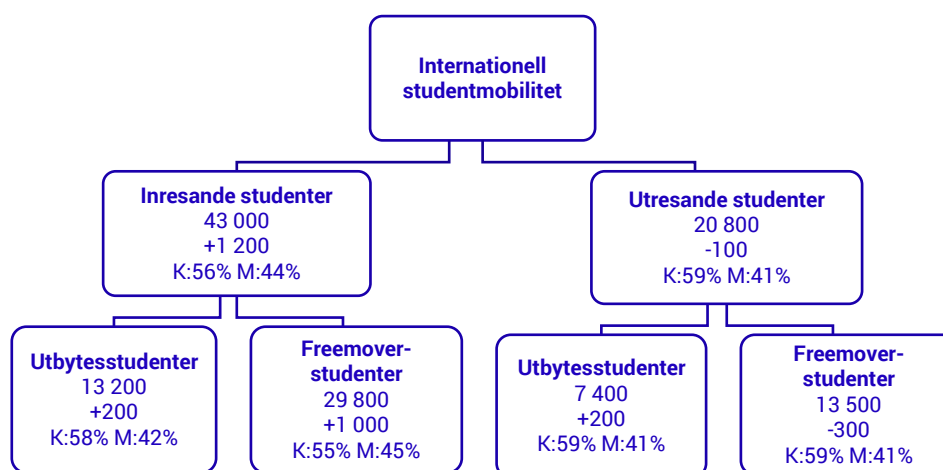 Internationell
studentmobilitet
Inresande studenter
43 000
+1 200
K:56% M:44%
Utresande studenter
20 800
-100
K:59% M:41%
Utbytesstudenter
13 200
+200
K:58% M:42%
Freemover-
studenter
29 800
+1 000
K:55% M:45%
Utbytesstudenter
7 400
+200
K:59% M:41%
Freemover-
studenter
13 500
-300
K:59% M:41%